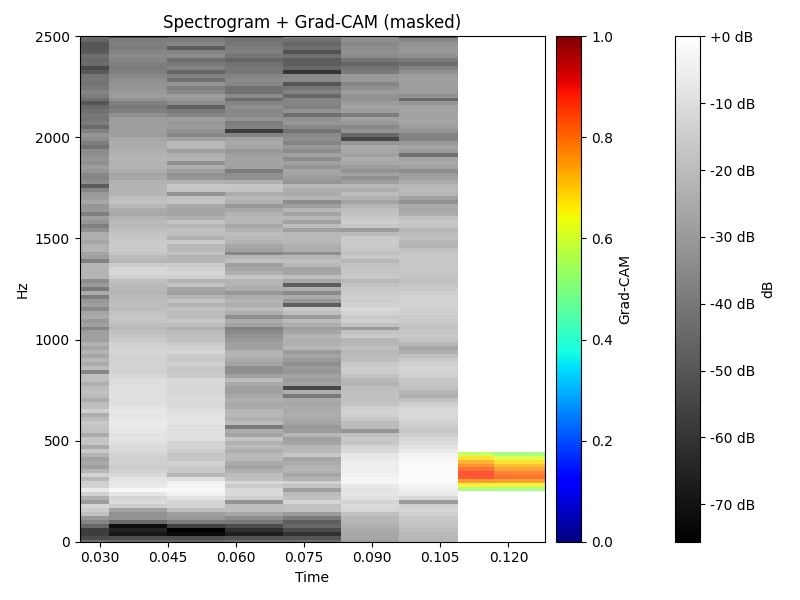 Spectrogram + Grad-CAM (masked)
2500
2000
1500
1000
500
0
Hz
0.030
0.045
0.060
0.075
0.090
0.105
0.120
Time
1.0
0.8
0.6
0.4
0.2
0.0
Grad-CAM
+0 dB
-10 dB
-20 dB
-30 dB
-40 dB
-50 dB
-60 dB
-70 dB
dB